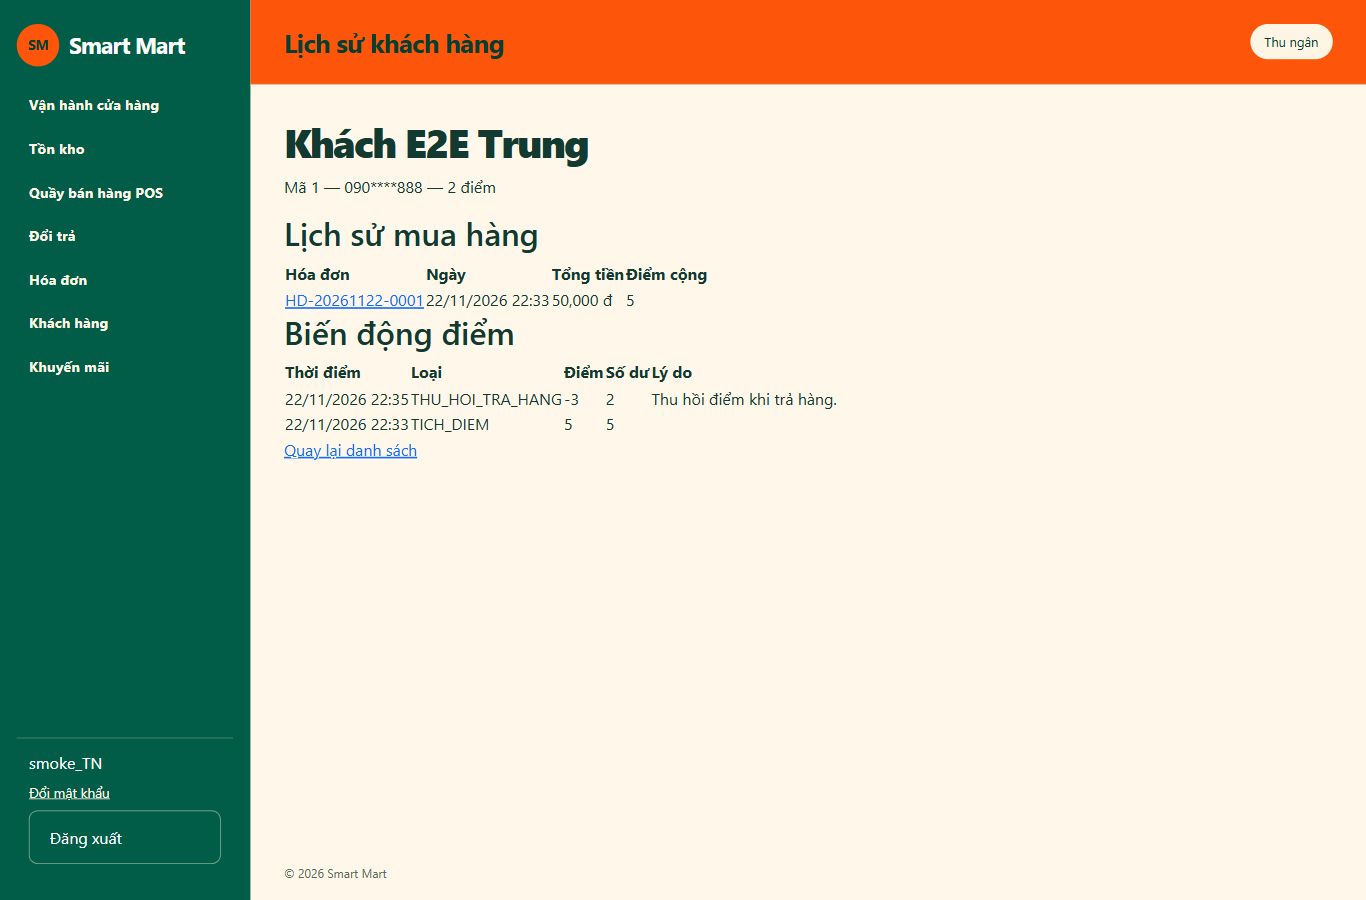 SM Smart Mart
Vận hành cửa hàng
Tồn kho
Quầy bán hàng POS
Đổi trả
Hóa đơn
Khách hàng
Khuyến mãi
smoke_TN
Đổi mật khẩu
Đăng xuất
Lịch sử khách hàng
Thu ngân
Khách E2E Trung
Mã 1 — 090****888 — 2 điểm
Lịch sử mua hàng
Hóa đơn Ngày Tổng tiền Điểm cộng
HD-20261122-0001 22/11/2026 22:33 50,000 đ 5
Biến động điểm
Thời điểm Loại Điểm Số dư Lý do
22/11/2026 22:35 THU_HOI_TRA_HANG -3 2 Thu hồi điểm khi trả hàng.
22/11/2026 22:33 TICH_DIEM 5 5
Quay lại danh sách
© 2026 Smart Mart